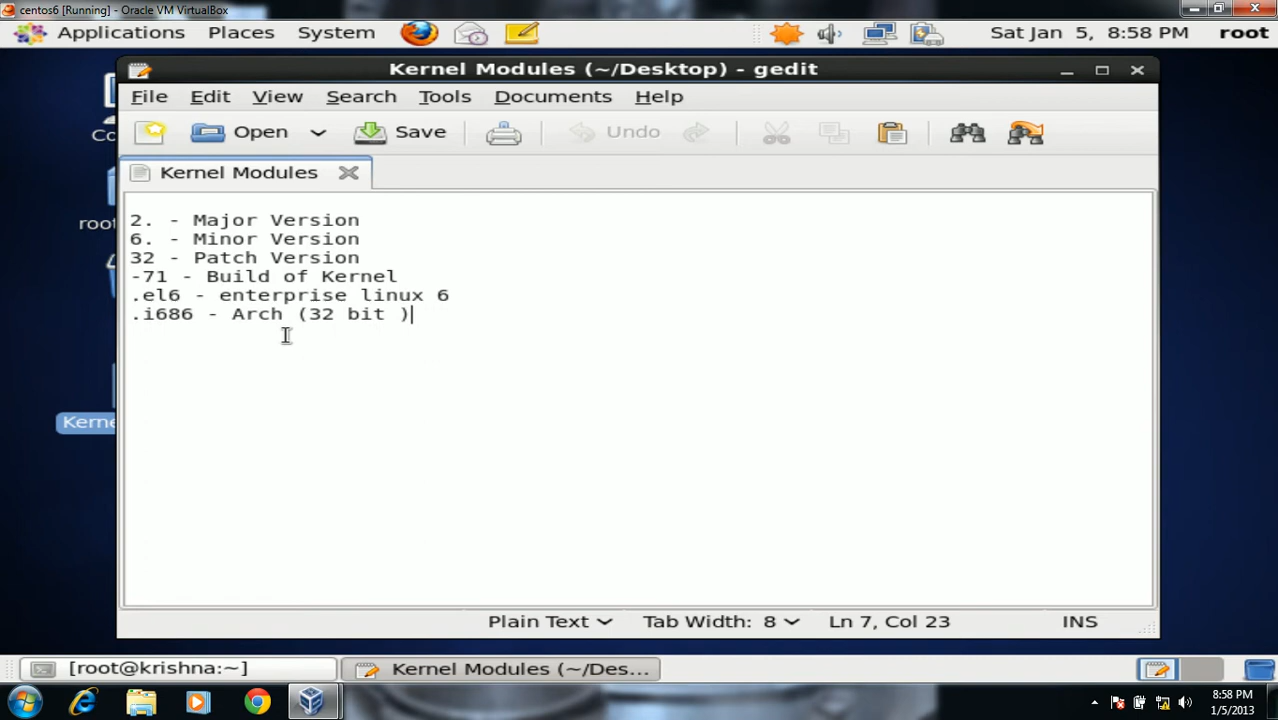 centos6 [Running] - Oracle VM VirtualBox
Applications Places System Sat Jan 5, 8:58 PM root
Kernel Modules (~/Desktop) - gedit
File Edit View Search Tools Documents Help
Open Save Undo
Kernel Modules
Co
root
Kerne
2. - Major Version
6. - Minor Version
32 - Patch Version
-71 - Build of Kernel
.el6 - enterprise linux 6
.i686 - Arch (32 bit )
Plain Text Tab Width: 8 Ln 7, Col 23 INS
[root@krishna:~] Kernel Modules (~/Des...
8:58 PM
1/5/2013